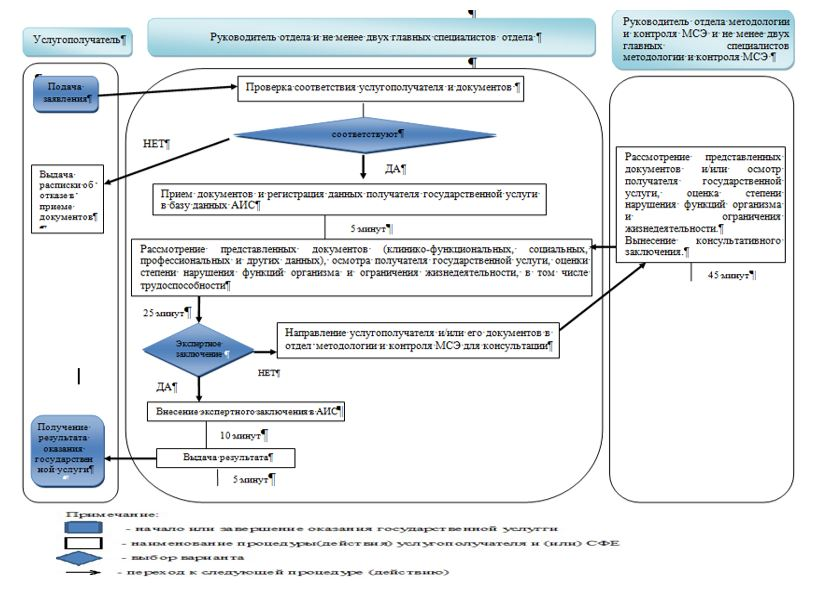 Услугополучатель¶
Руководитель отдела и не менее двух главных специалистов отдела ¶
¶
¶
Руководитель отдела методологии
и контроля МСЭ и не менее двух
главных специалистов
методологии и контроля МСЭ ¶
¶
Подача
заявления¶
Проверка соответствия услугополучателя и документов ¶
соответствуют¶
НЕТ¶
ДА¶
Выдача
расписки об
отказе в
приеме
документов¶
¶
Прием документов и регистрация данных получателя государственной услуги
в базу данных АИС¶
5 минут¶
Рассмотрение представленных документов (клинико-функциональных, социальных,
профессиональных и других данных), осмотра получателя государственной услуги, оценки
степени нарушения функций организма и ограничения жизнедеятельности, в том числе
трудоспособности¶
Рассмотрение представленных
документов и/или осмотр
получателя государственной
услуги, оценка степени
нарушения функций организма
и ограничения
жизнедеятельности.¶
Вынесение консультативного
заключения.¶
45 минут¶
25 минут¶
Экспертное
заключение ¶
НЕТ¶
Направление услугополучателя и/или его документов в
отдел методологии и контроля МСЭ для консультации¶
ДА¶
Внесение экспертного заключения в АИС¶
10 минут¶
Выдача результата¶
5 минут¶
Получение
результата
оказания
государствен
ной услуги¶
¶
Примечание:
- начало или завершение оказания государственной услугги
- наименование процедуры(действия) услугополучателя и (или) СФЕ
- выбор варианта
- переход к следующей процедуре (действию)